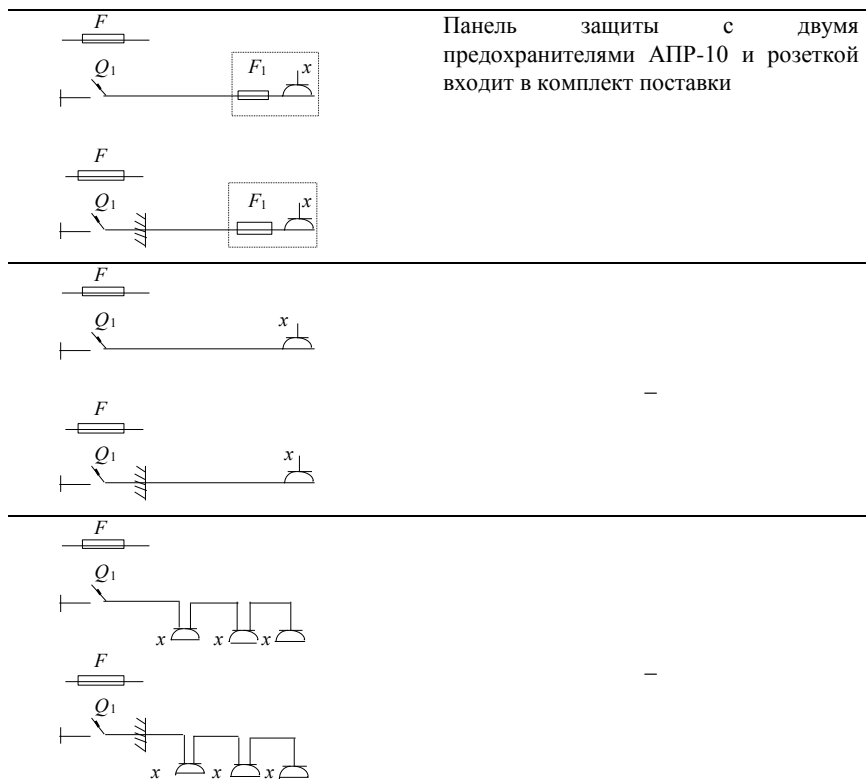 F
Q1 F1 x
F
Q1 F1 x
Панель защиты с двумя
предохранителями АПР-10 и розеткой
входит в комплект поставки
F
Q1 x
F
Q1 x
–
F
Q1
x x x
F
Q1
x x x
–